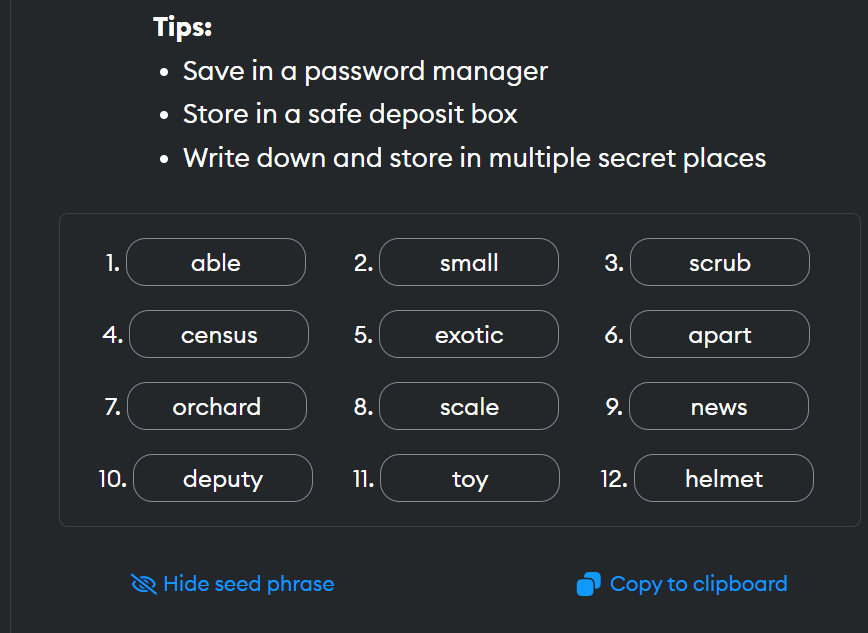 Tips:
• Save in a password manager
• Store in a safe deposit box
• Write down and store in multiple secret places
1. able 2. small 3. scrub
4. census 5. exotic 6. apart
7. orchard 8. scale 9. news
10. deputy 11. toy 12. helmet
Hide seed phrase Copy to clipboard